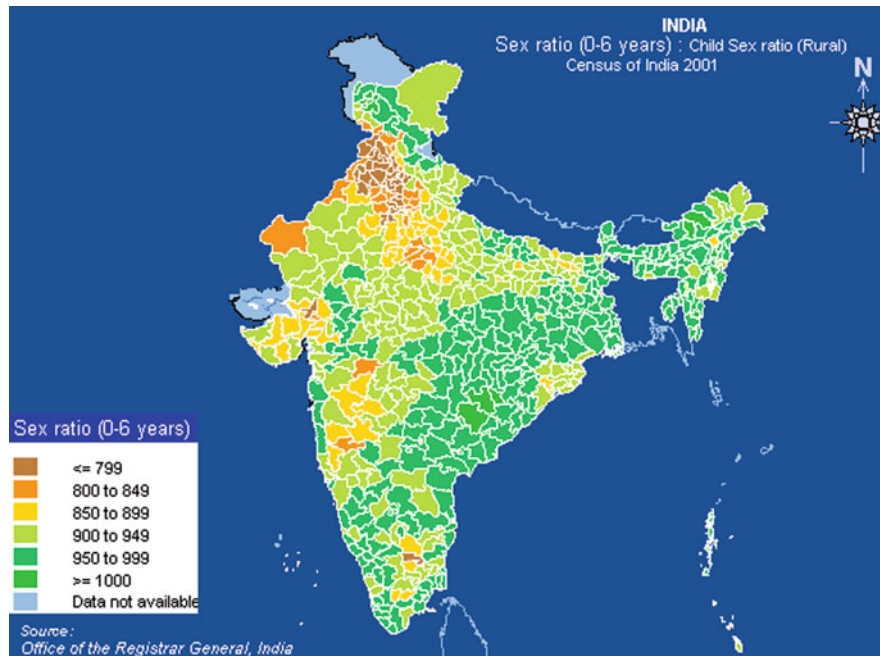 INDIA
Sex ratio (0-6 years) : Child Sex ratio (Rural)
Census of India 2001
N
Sex ratio (0-6 years)
<= 799
800 to 849
850 to 899
900 to 949
950 to 999
>= 1000
Data not available
Source:
Office of the Registrar General, India